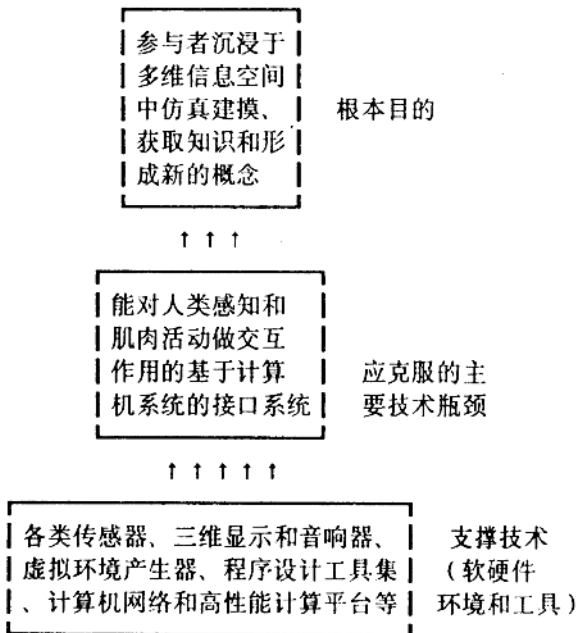 参与者沉浸于
多维信息空间
中仿真建摸、
获取知识和形
成新的概念
根本目的
↑ ↑ ↑
能对人类感知和
肌肉活动做交互
作用的基于计算
机系统的接口系统
应克服的主
要技术瓶颈
↑ ↑ ↑ ↑ ↑
各类传感器、三维显示和音响器、
虚拟环境产生器、程序设计工具集
、计算机网络和高性能计算平台等
支撑技术
(软硬件
环境和工具)